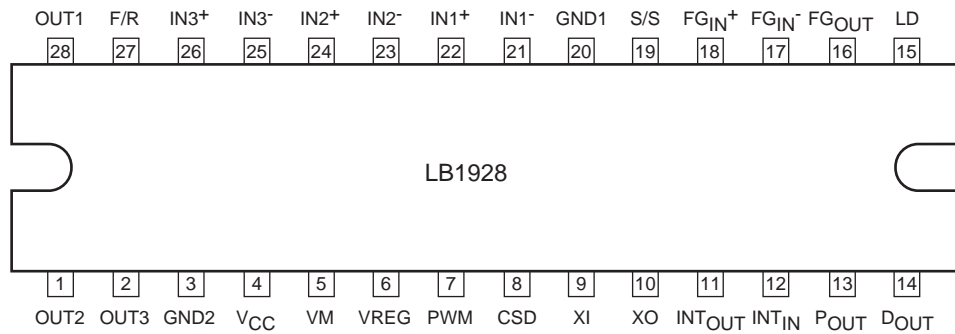 OUT1 F/R IN3+ IN3- IN2+ IN2- IN1+ IN1- GND1 S/S FGIN+ FGIN- FGOUT LD
28 27 26 25 24 23 22 21 20 19 18 17 16 15
LB1928
1 2 3 4 5 6 7 8 9 10 11 12 13 14
OUT2 OUT3 GND2 VCC VM VREG PWM CSD XI XO INTOUT INTIN POUT DOUT